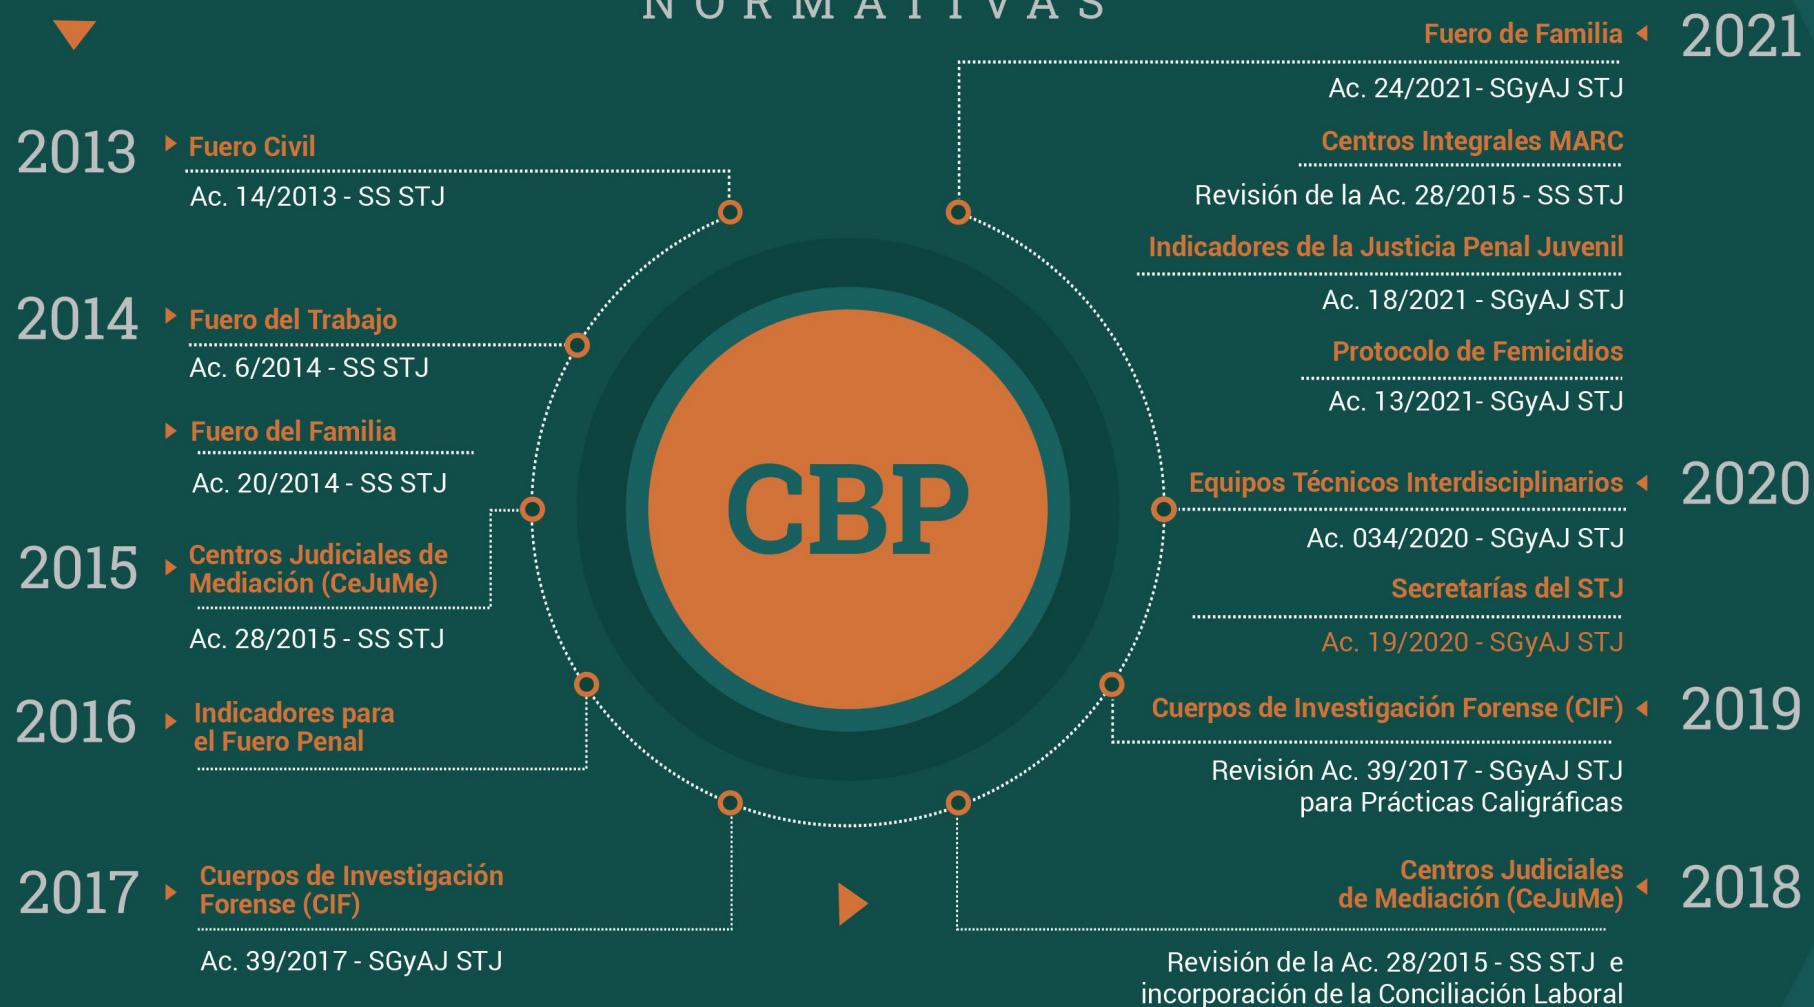 NORMATIVAS
2013
Fuero Civil
Ac. 14/2013 - SS STJ
2014
Fuero del Trabajo
Ac. 6/2014 - SS STJ
Fuero del Familia
Ac. 20/2014 - SS STJ
2015
Centros Judiciales de
Mediación (CeJuMe)
Ac. 28/2015 - SS STJ
2016
Indicadores para
el Fuero Penal
2017
Cuerpos de Investigación
Forense (CIF)
Ac. 39/2017 - SGyAJ STJ
CBP
Fuero de Familia
2021
Ac. 24/2021- SGyAJ STJ
Centros Integrales MARC
Revisión de la Ac. 28/2015 - SS STJ
Indicadores de la Justicia Penal Juvenil
Ac. 18/2021 - SGyAJ STJ
Protocolo de Femicidios
Ac. 13/2021- SGyAJ STJ
Equipos Técnicos Interdisciplinarios
2020
Ac. 034/2020 - SGyAJ STJ
Secretarías del STJ
Ac. 19/2020 - SGyAJ STJ
Cuerpos de Investigación Forense (CIF)
2019
Revisión Ac. 39/2017 - SGyAJ STJ
para Prácticas Caligráficas
Centros Judiciales
de Mediación (CeJuMe)
2018
Revisión de la Ac. 28/2015 - SS STJ e
incorporación de la Conciliación Laboral